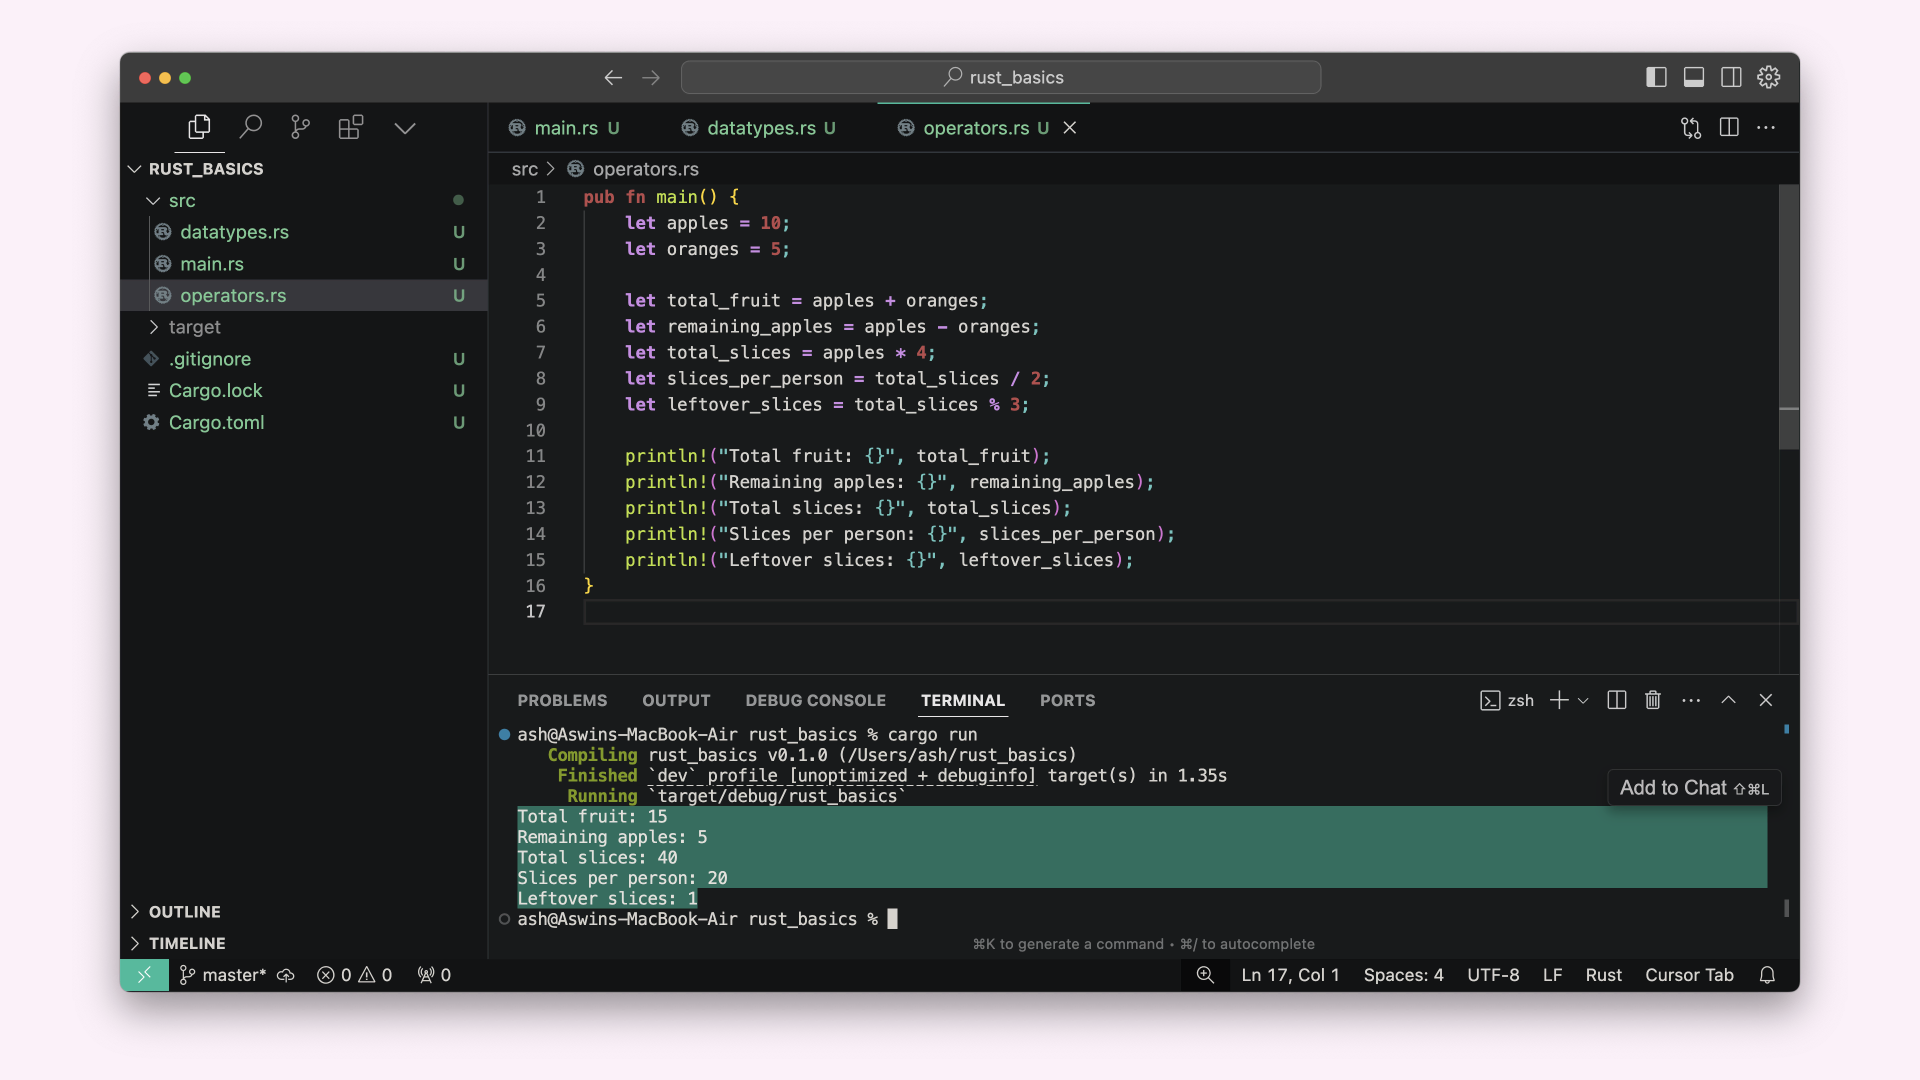 rust_basics
main.rs U
datatypes.rs U
operators.rs U
RUST_BASICS
src
datatypes.rs U
main.rs U
operators.rs U
target
.gitignore U
Cargo.lock U
Cargo.toml U
OUTLINE
TIMELINE
src > operators.rs
1 pub fn main() {
2     let apples = 10;
3     let oranges = 5;
4
5     let total_fruit = apples + oranges;
6     let remaining_apples = apples - oranges;
7     let total_slices = apples * 4;
8     let slices_per_person = total_slices / 2;
9     let leftover_slices = total_slices % 3;
10
11     println!("Total fruit: {}", total_fruit);
12     println!("Remaining apples: {}", remaining_apples);
13     println!("Total slices: {}", total_slices);
14     println!("Slices per person: {}", slices_per_person);
15     println!("Leftover slices: {}", leftover_slices);
16 }
17
PROBLEMS OUTPUT DEBUG CONSOLE TERMINAL PORTS
zsh
ash@Aswins-MacBook-Air rust_basics % cargo run
Compiling rust_basics v0.1.0 (/Users/ash/rust_basics)
Finished `dev` profile [unoptimized + debuginfo] target(s) in 1.35s
Running `target/debug/rust_basics`
Add to Chat ⇧⌘L
Total fruit: 15
Remaining apples: 5
Total slices: 40
Slices per person: 20
Leftover slices: 1
ash@Aswins-MacBook-Air rust_basics %
⌘K to generate a command • ⌘/ to autocomplete
master* 0 0 0
Ln 17, Col 1 Spaces: 4 UTF-8 LF Rust Cursor Tab